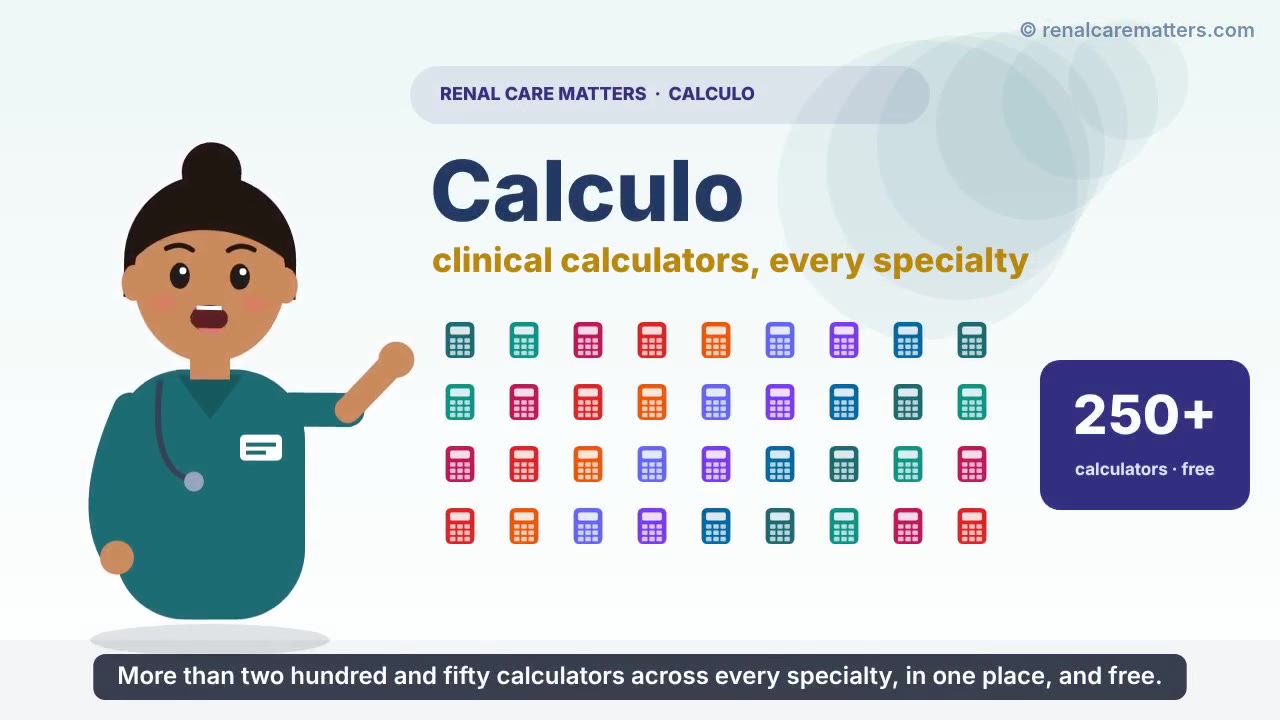 © renalcarematters.com
RENAL CARE MATTERS · CALCULO
Calculo
clinical calculators, every specialty
250+
calculators · free
More than two hundred and fifty calculators across every specialty, in one place, and free.